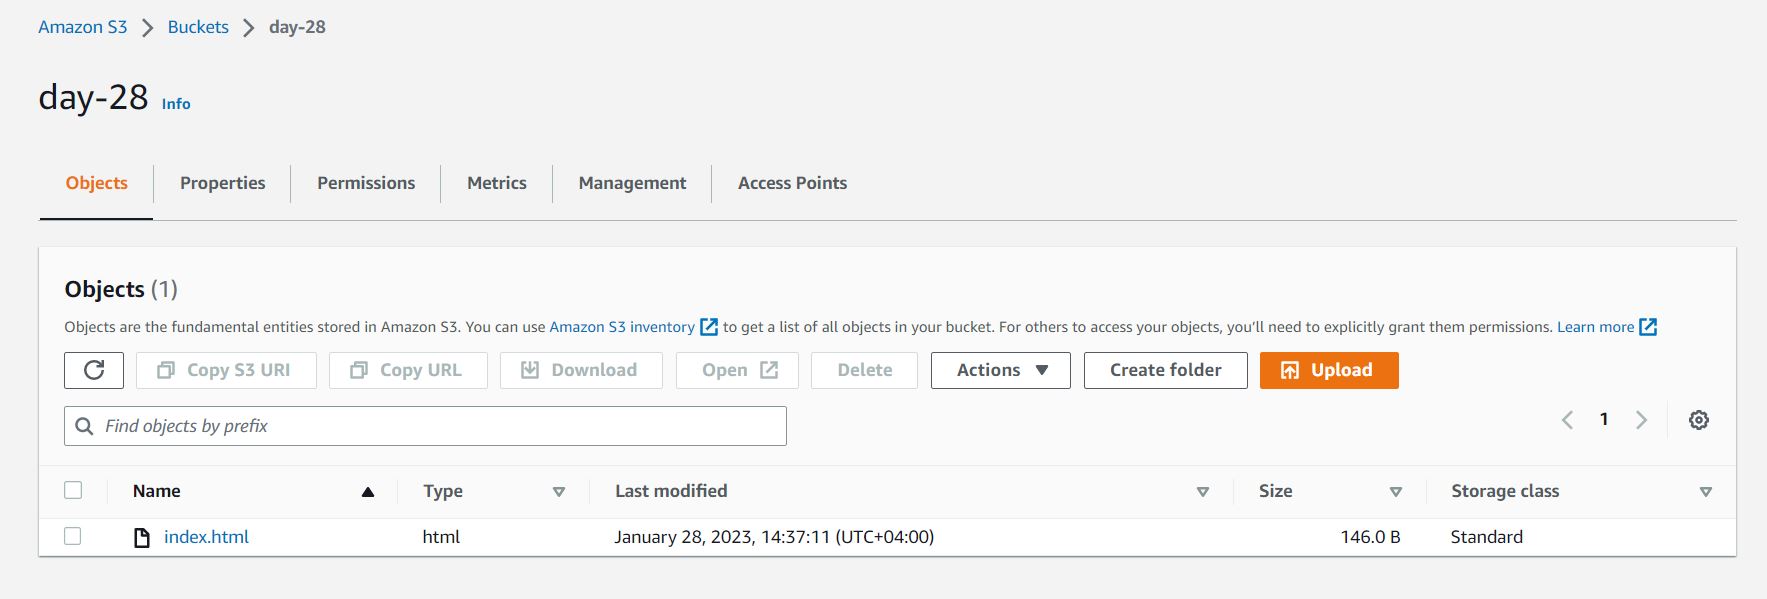 Amazon S3 > Buckets > day-28
day-28 Info
Objects Properties Permissions Metrics Management Access Points
Objects (1)
Objects are the fundamental entities stored in Amazon S3. You can use Amazon S3 inventory to get a list of all objects in your bucket. For others to access your objects, you’ll need to explicitly grant them permissions. Learn more
Copy S3 URI Copy URL Download Open Delete Actions Create folder Upload
Find objects by prefix
1
Name Type Last modified Size Storage class
index.html html January 28, 2023, 14:37:11 (UTC+04:00) 146.0 B Standard